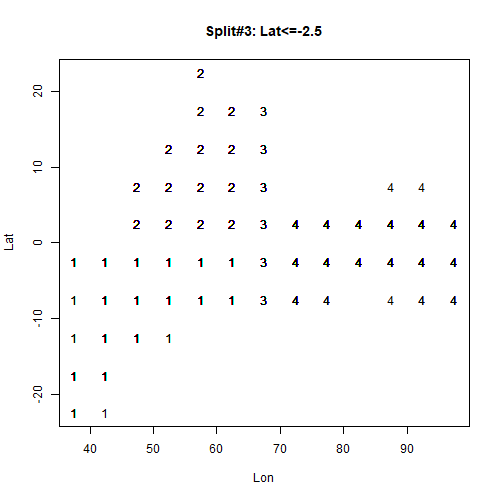 Split#3: Lat<=-2.5
2
20
2 2 3
2 2 2 3
10
2 2 2 2 3 4 4
2 2 2 2 3 4 4 4 4 4 4
Lat
0
1 1 1 1 1 1 3 4 4 4 4 4 4
1 1 1 1 1 1 3 4 4 4 4 4
-10
1 1 1 1
1 1
-20
1 1
40 50 60 70 80 90
Lon